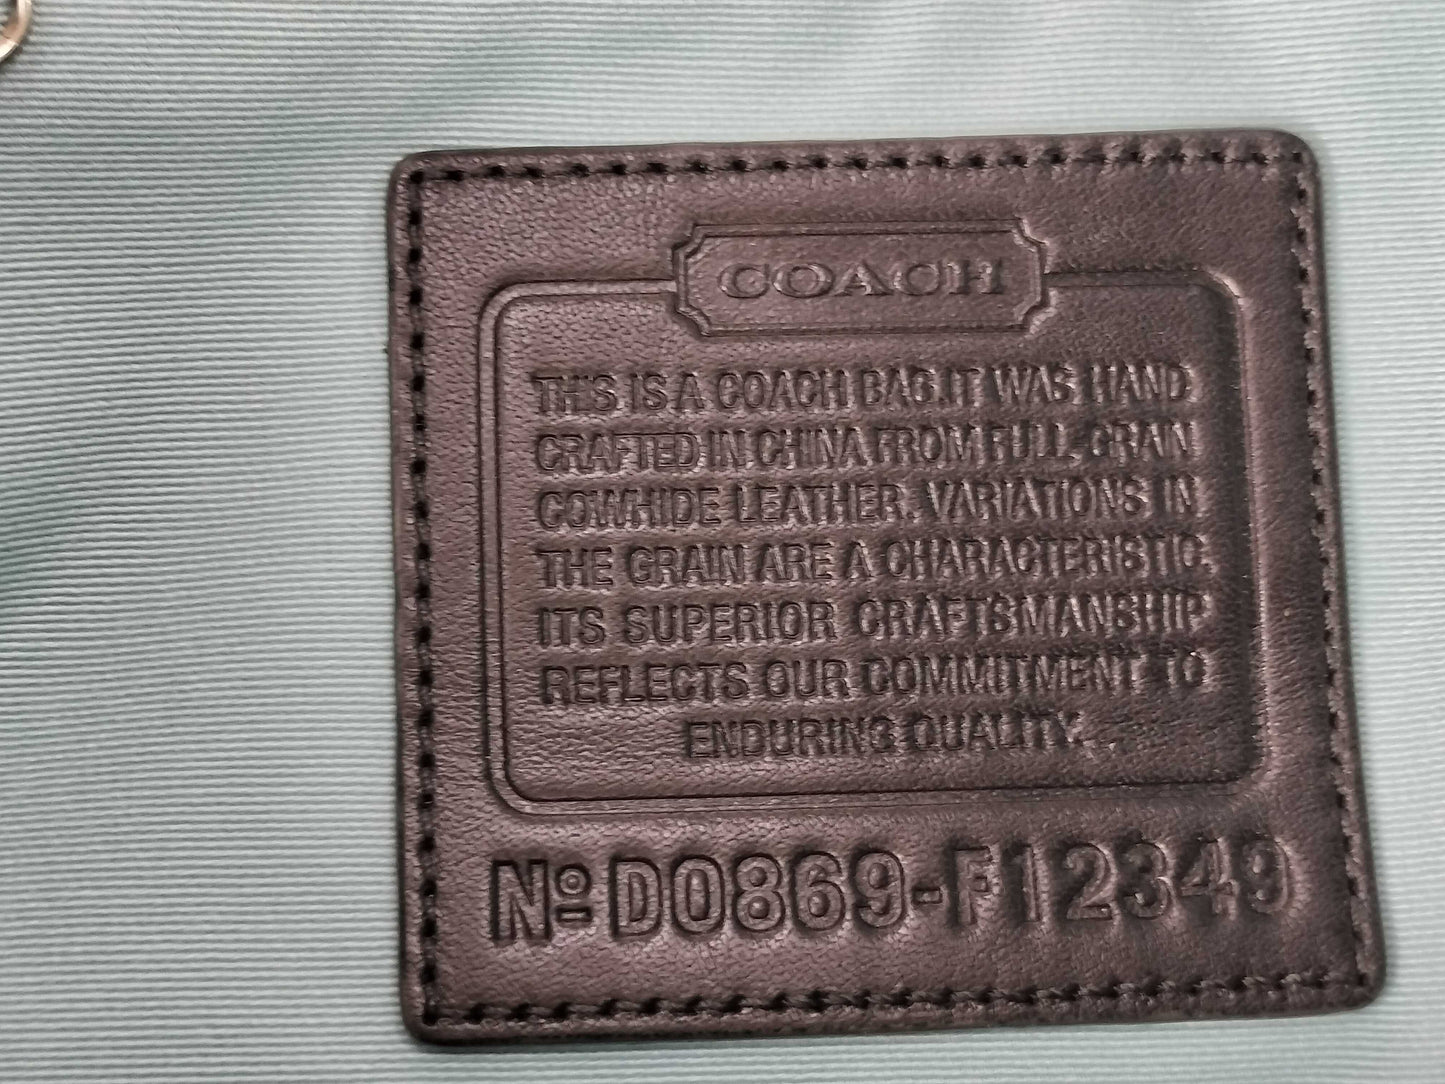 COACH
THIS IS A COACH BAG.IT WAS HAND
CRAFTED IN CHINA FROM FULL-GRAIN
COWHIDE LEATHER. VARIATIONS IN
THE GRAIN ARE A CHARACTERISTIC.
ITS SUPERIOR CRAFTSMANSHIP
REFLECTS OUR COMMITMENT TO
ENDURING QUALITY.
Nº D0869-F12349